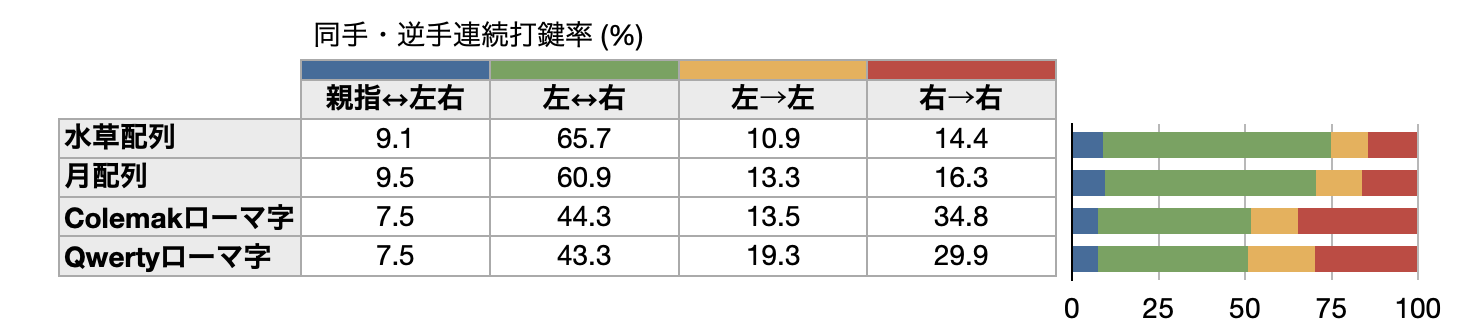 同手・逆手連続打鍵率 (%)
親指↔左右 左↔右 左→左 右→右
水草配列 9.1 65.7 10.9 14.4
月配列 9.5 60.9 13.3 16.3
Colemakローマ字 7.5 44.3 13.5 34.8
Qwertyローマ字 7.5 43.3 19.3 29.9
0 25 50 75 100